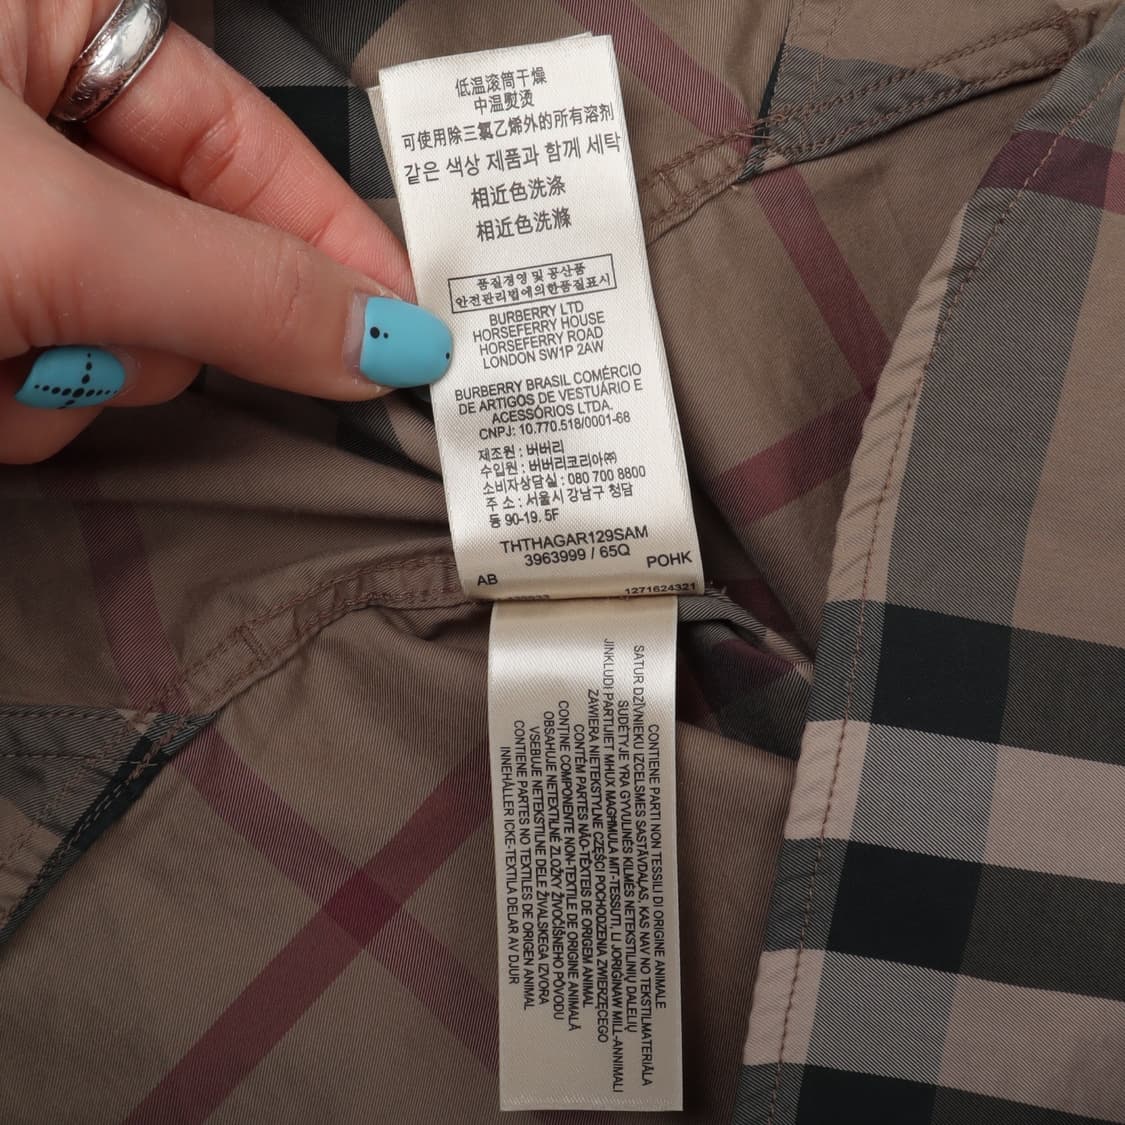 低温滚筒干燥
中温熨烫
可使用除三氯乙烯外的所有溶剂
같은 색상 제품과 함께 세탁
相近色洗涤
相近色洗滌
품질경영 및 공산품
안전관리법에의한품질표시
BURBERRY LTD
HORSEFERRY HOUSE
HORSEFERRY ROAD
LONDON SW1P 2AW
BURBERRY BRASIL COMÉRCIO
DE ARTIGOS DE VESTUÁRIO E
ACESSÓRIOS LTDA.
CNPJ: 10.770.518/0001-68
제조원 : 버버리
수입원 : 버버리코리아㈜
소비자상담실 : 080 700 8800
주 소 : 서울시 강남구 청담
동 90-19. 5F
THTHAGAR129SAM
3963999 / 65Q
AB POHK
1271624321
CONTIENE PARTI NON TESSILI DI ORIGINE ANIMALE
SATUR DZĪVNIEKU IZCELSMES SASTĀVDAĻAS, KAS NAV NO TEKSTILMATERIĀLA
SUDĖTYJE YRA GYVULINĖS KILMĖS NETEKSTILINIŲ DALELIŲ
JINKLUDI PARTIJIET MHUX MAGĦMULA MIT-TESSUTI, LI JORIĠINAW MILL-ANNIMALI
ZAWIERA NIETEKSTYLNE CZĘŚCI POCHODZENIA ZWIERZĘCEGO
CONTÉM PARTES NÃO-TÊXTEIS DE ORIGEM ANIMAL
CONȚINE COMPONENTE NON-TEXTILE DE ORIGINE ANIMALĂ
OBSAHUJE NETEXTILNÉ ZLOŽKY ŽIVOČÍŠNEHO PÔVODU
VSEBUJE NETEKSTILNE DELE ŽIVALSKEGA IZVORA
CONTIENE PARTES NO TEXTILES DE ORIGEN ANIMAL
INNEHÅLLER ICKE-TEXTILA DELAR AV DJUR